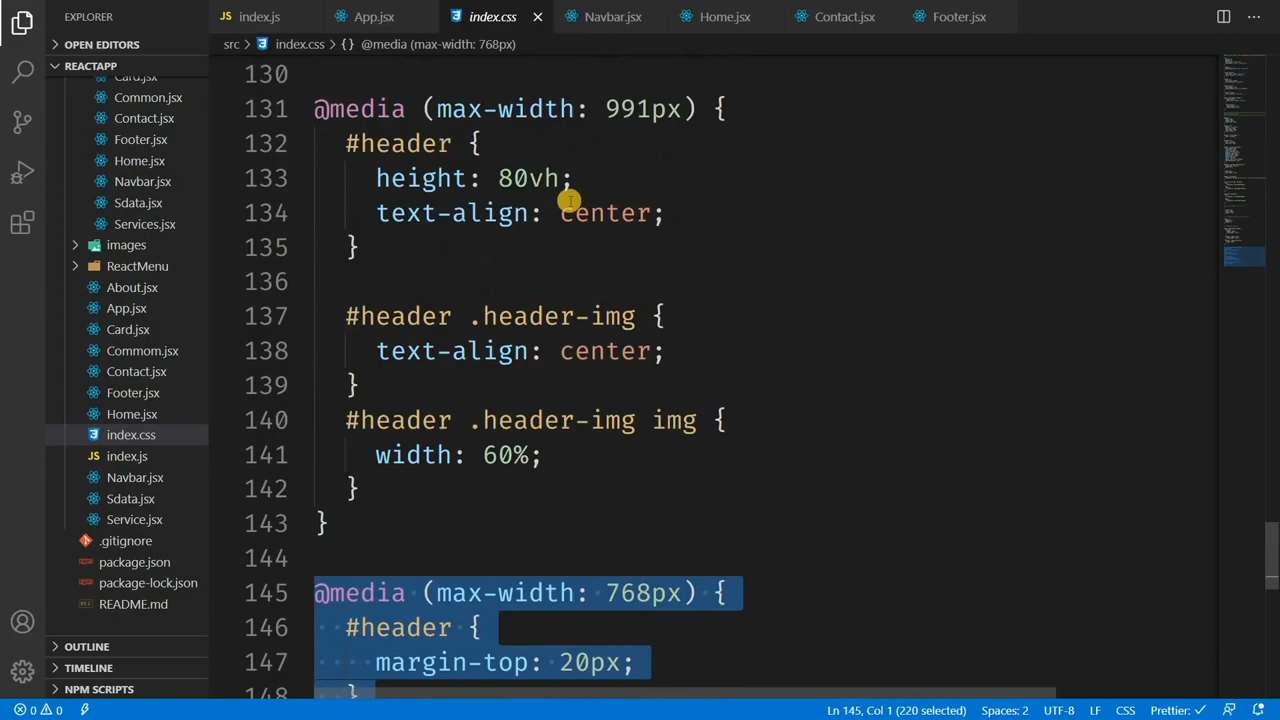 EXPLORER
index.js
App.jsx
index.css
Navbar.jsx
Home.jsx
Contact.jsx
Footer.jsx
OPEN EDITORS
src > index.css > {} @media (max-width: 768px)
REACTAPP
Card.jsx
Common.jsx
Contact.jsx
Footer.jsx
Home.jsx
Navbar.jsx
Sdata.jsx
Services.jsx
images
ReactMenu
About.jsx
App.jsx
Card.jsx
Commom.jsx
Contact.jsx
Footer.jsx
Home.jsx
index.css
index.js
Navbar.jsx
Sdata.jsx
Service.jsx
.gitignore
package.json
package-lock.json
README.md
OUTLINE
TIMELINE
NPM SCRIPTS
130
131 @media (max-width: 991px) {
132 #header {
133 height: 80vh;
134 text-align: center;
135 }
136
137 #header .header-img {
138 text-align: center;
139 }
140 #header .header-img img {
141 width: 60%;
142 }
143 }
144
145 @media (max-width: 768px) {
146 #header {
147 margin-top: 20px;
148 }
0 0
Ln 145, Col 1 (220 selected)
Spaces: 2
UTF-8
LF
CSS
Prettier: ✓